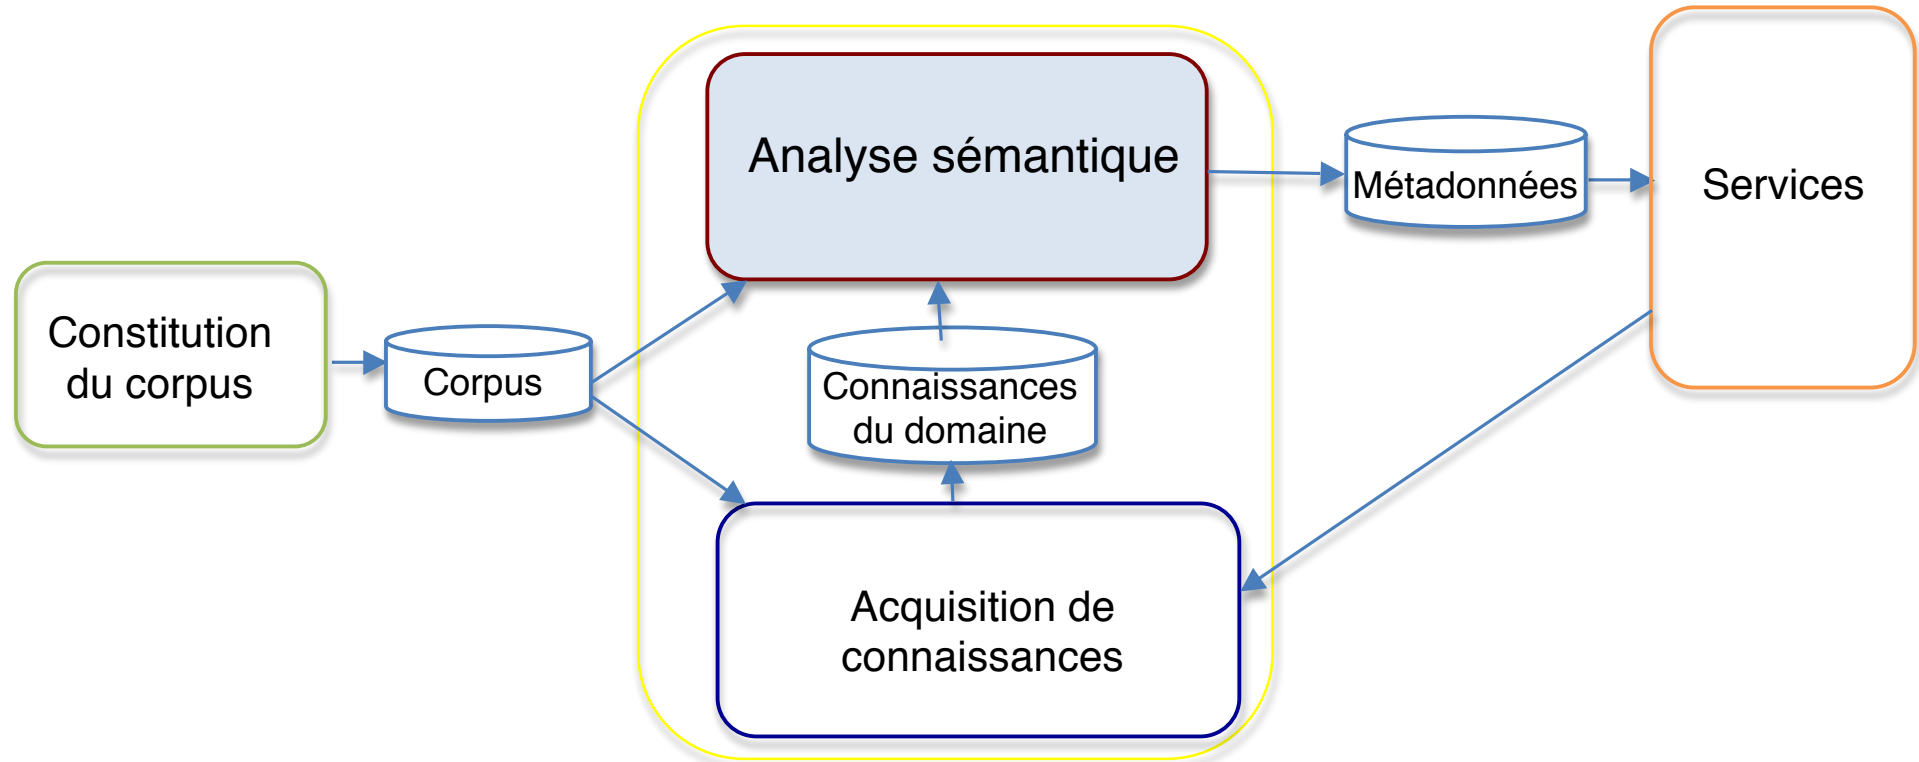 Analyse sémantique
Métadonnées
Services
Constitution
du corpus
Corpus
Connaissances
du domaine
Acquisition de
connaissances